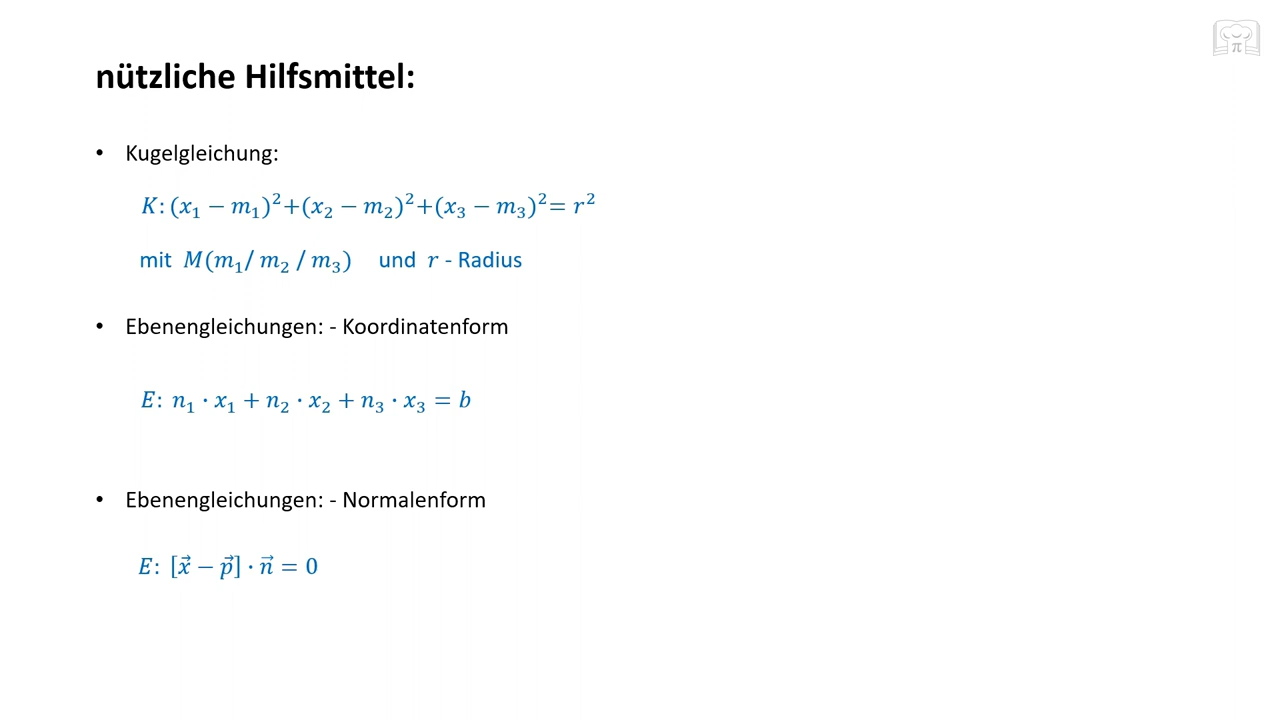 nützliche Hilfsmittel:
• Kugelgleichung:
K: (x₁ − m₁)²+(x₂ − m₂)²+(x₃ − m₃)²= r²
mit M(m₁/ m₂ / m₃) und r - Radius
• Ebenengleichungen: - Koordinatenform
E: n₁ · x₁ + n₂ · x₂ + n₃ · x₃ = b
• Ebenengleichungen: - Normalenform
E: [x⃗ − p⃗] · n⃗ = 0
π